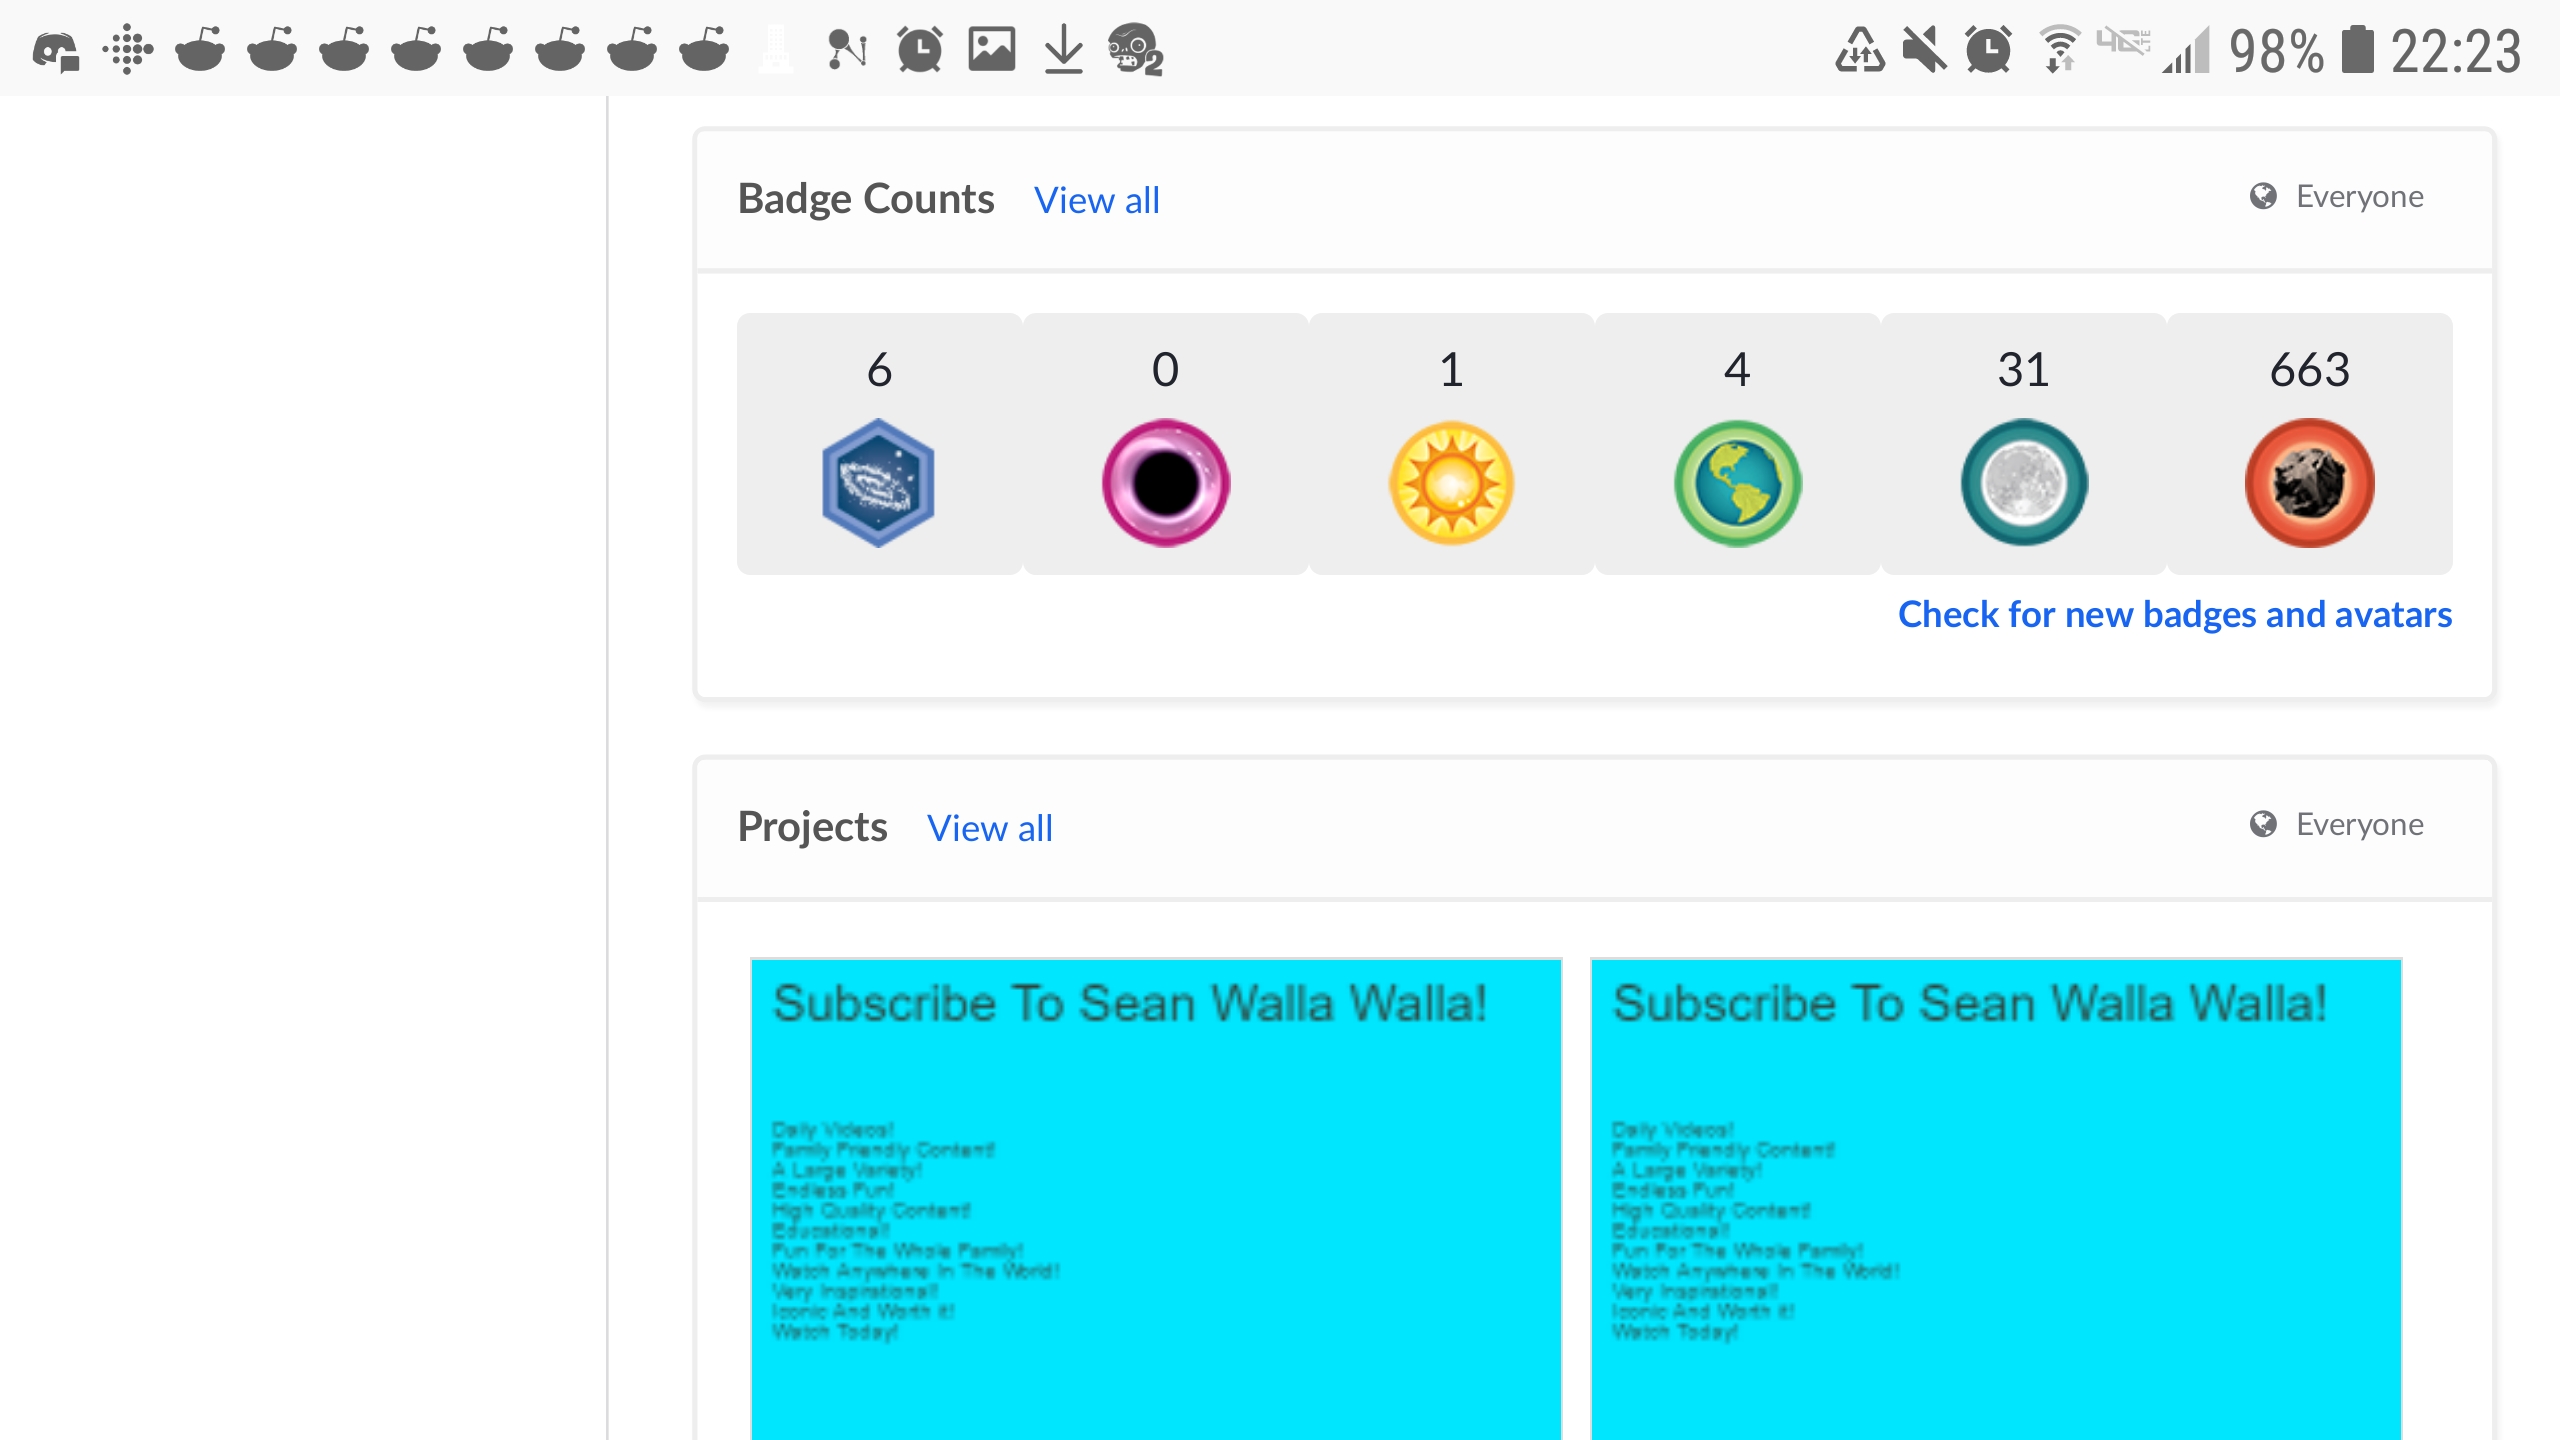 98% 22:23
Badge Counts View all Everyone
6 0 1 4 31 663
Check for new badges and avatars
Projects View all Everyone
Subscribe To Sean Walla Walla! Subscribe To Sean Walla Walla!
Daily Videos! Daily Videos!
Family Friendly Content! Family Friendly Content!
A Large Variety! A Large Variety!
Endless Fun! Endless Fun!
High Quality Content! High Quality Content!
Educational! Educational!
Fun For The Whole Family! Fun For The Whole Family!
Watch Anywhere In The World! Watch Anywhere In The World!
Very Inspirational! Very Inspirational!
Iconic And Worth it! Iconic And Worth it!
Watch Today! Watch Today!